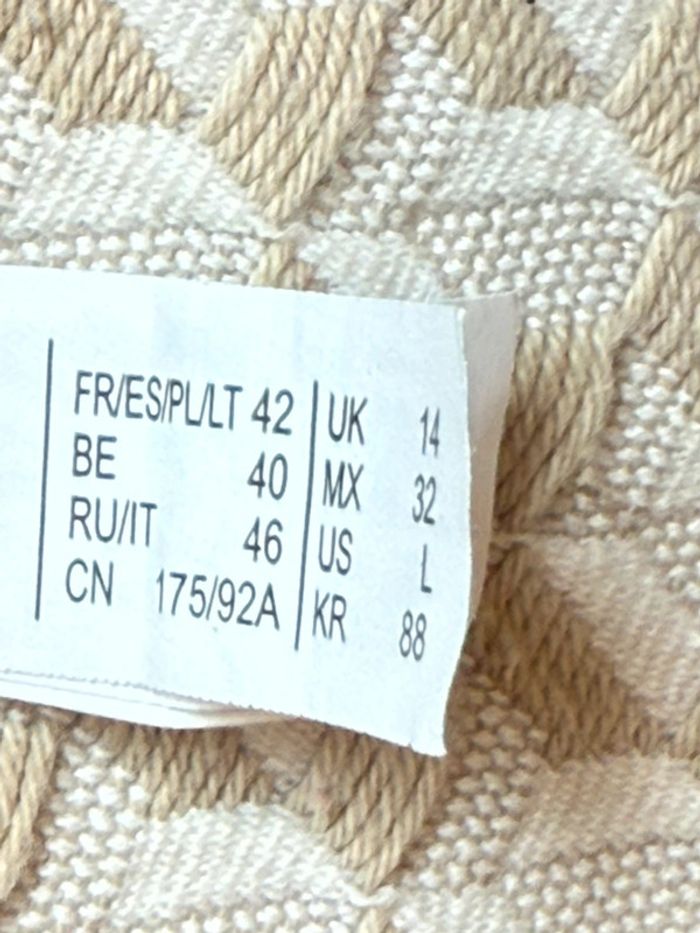 FR/ES/PL/LT 42
BE 40
RU/IT 46
CN 175/92A
UK 14
MX 32
US L
KR 88